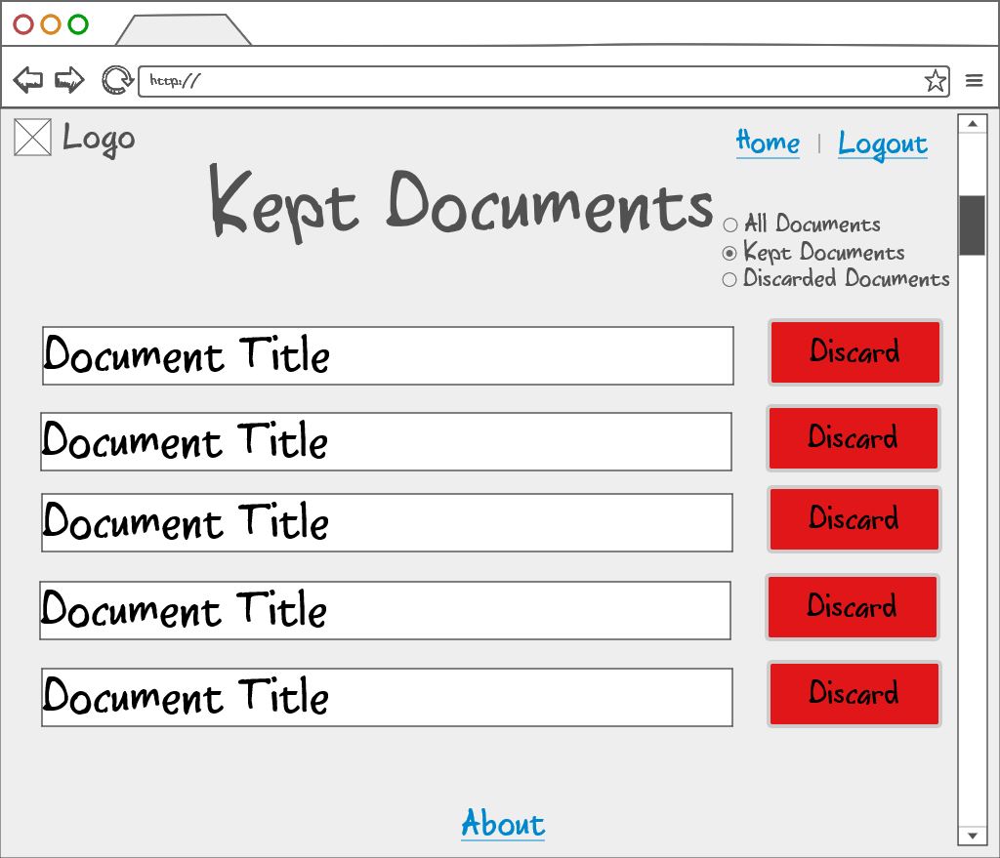 http://
Logo
Home | Logout
Kept Documents
All Documents
Kept Documents
Discarded Documents
Document Title
Discard
Document Title
Discard
Document Title
Discard
Document Title
Discard
Document Title
Discard
About